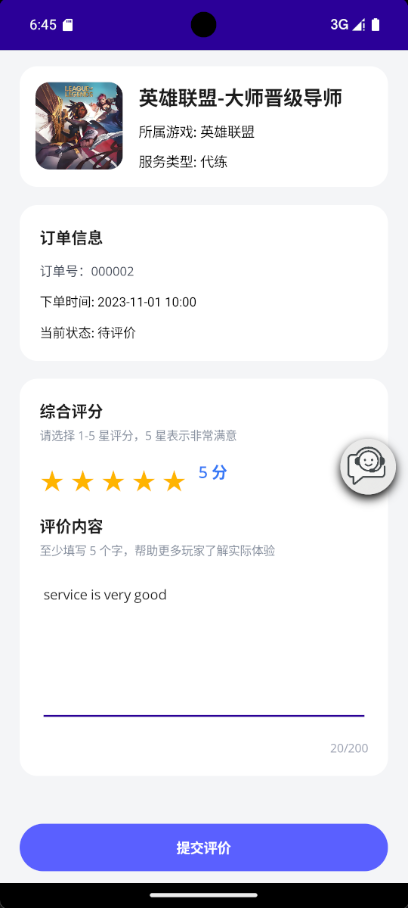 6:45
3G
LEAGUE OF
LEGENDS
英雄联盟-大师晋级导师
所属游戏: 英雄联盟
服务类型: 代练
订单信息
订单号：000002
下单时间: 2023-11-01 10:00
当前状态: 待评价
综合评分
请选择 1-5 星评分，5 星表示非常满意
5 分
评价内容
至少填写 5 个字，帮助更多玩家了解实际体验
service is very good
20/200
提交评价